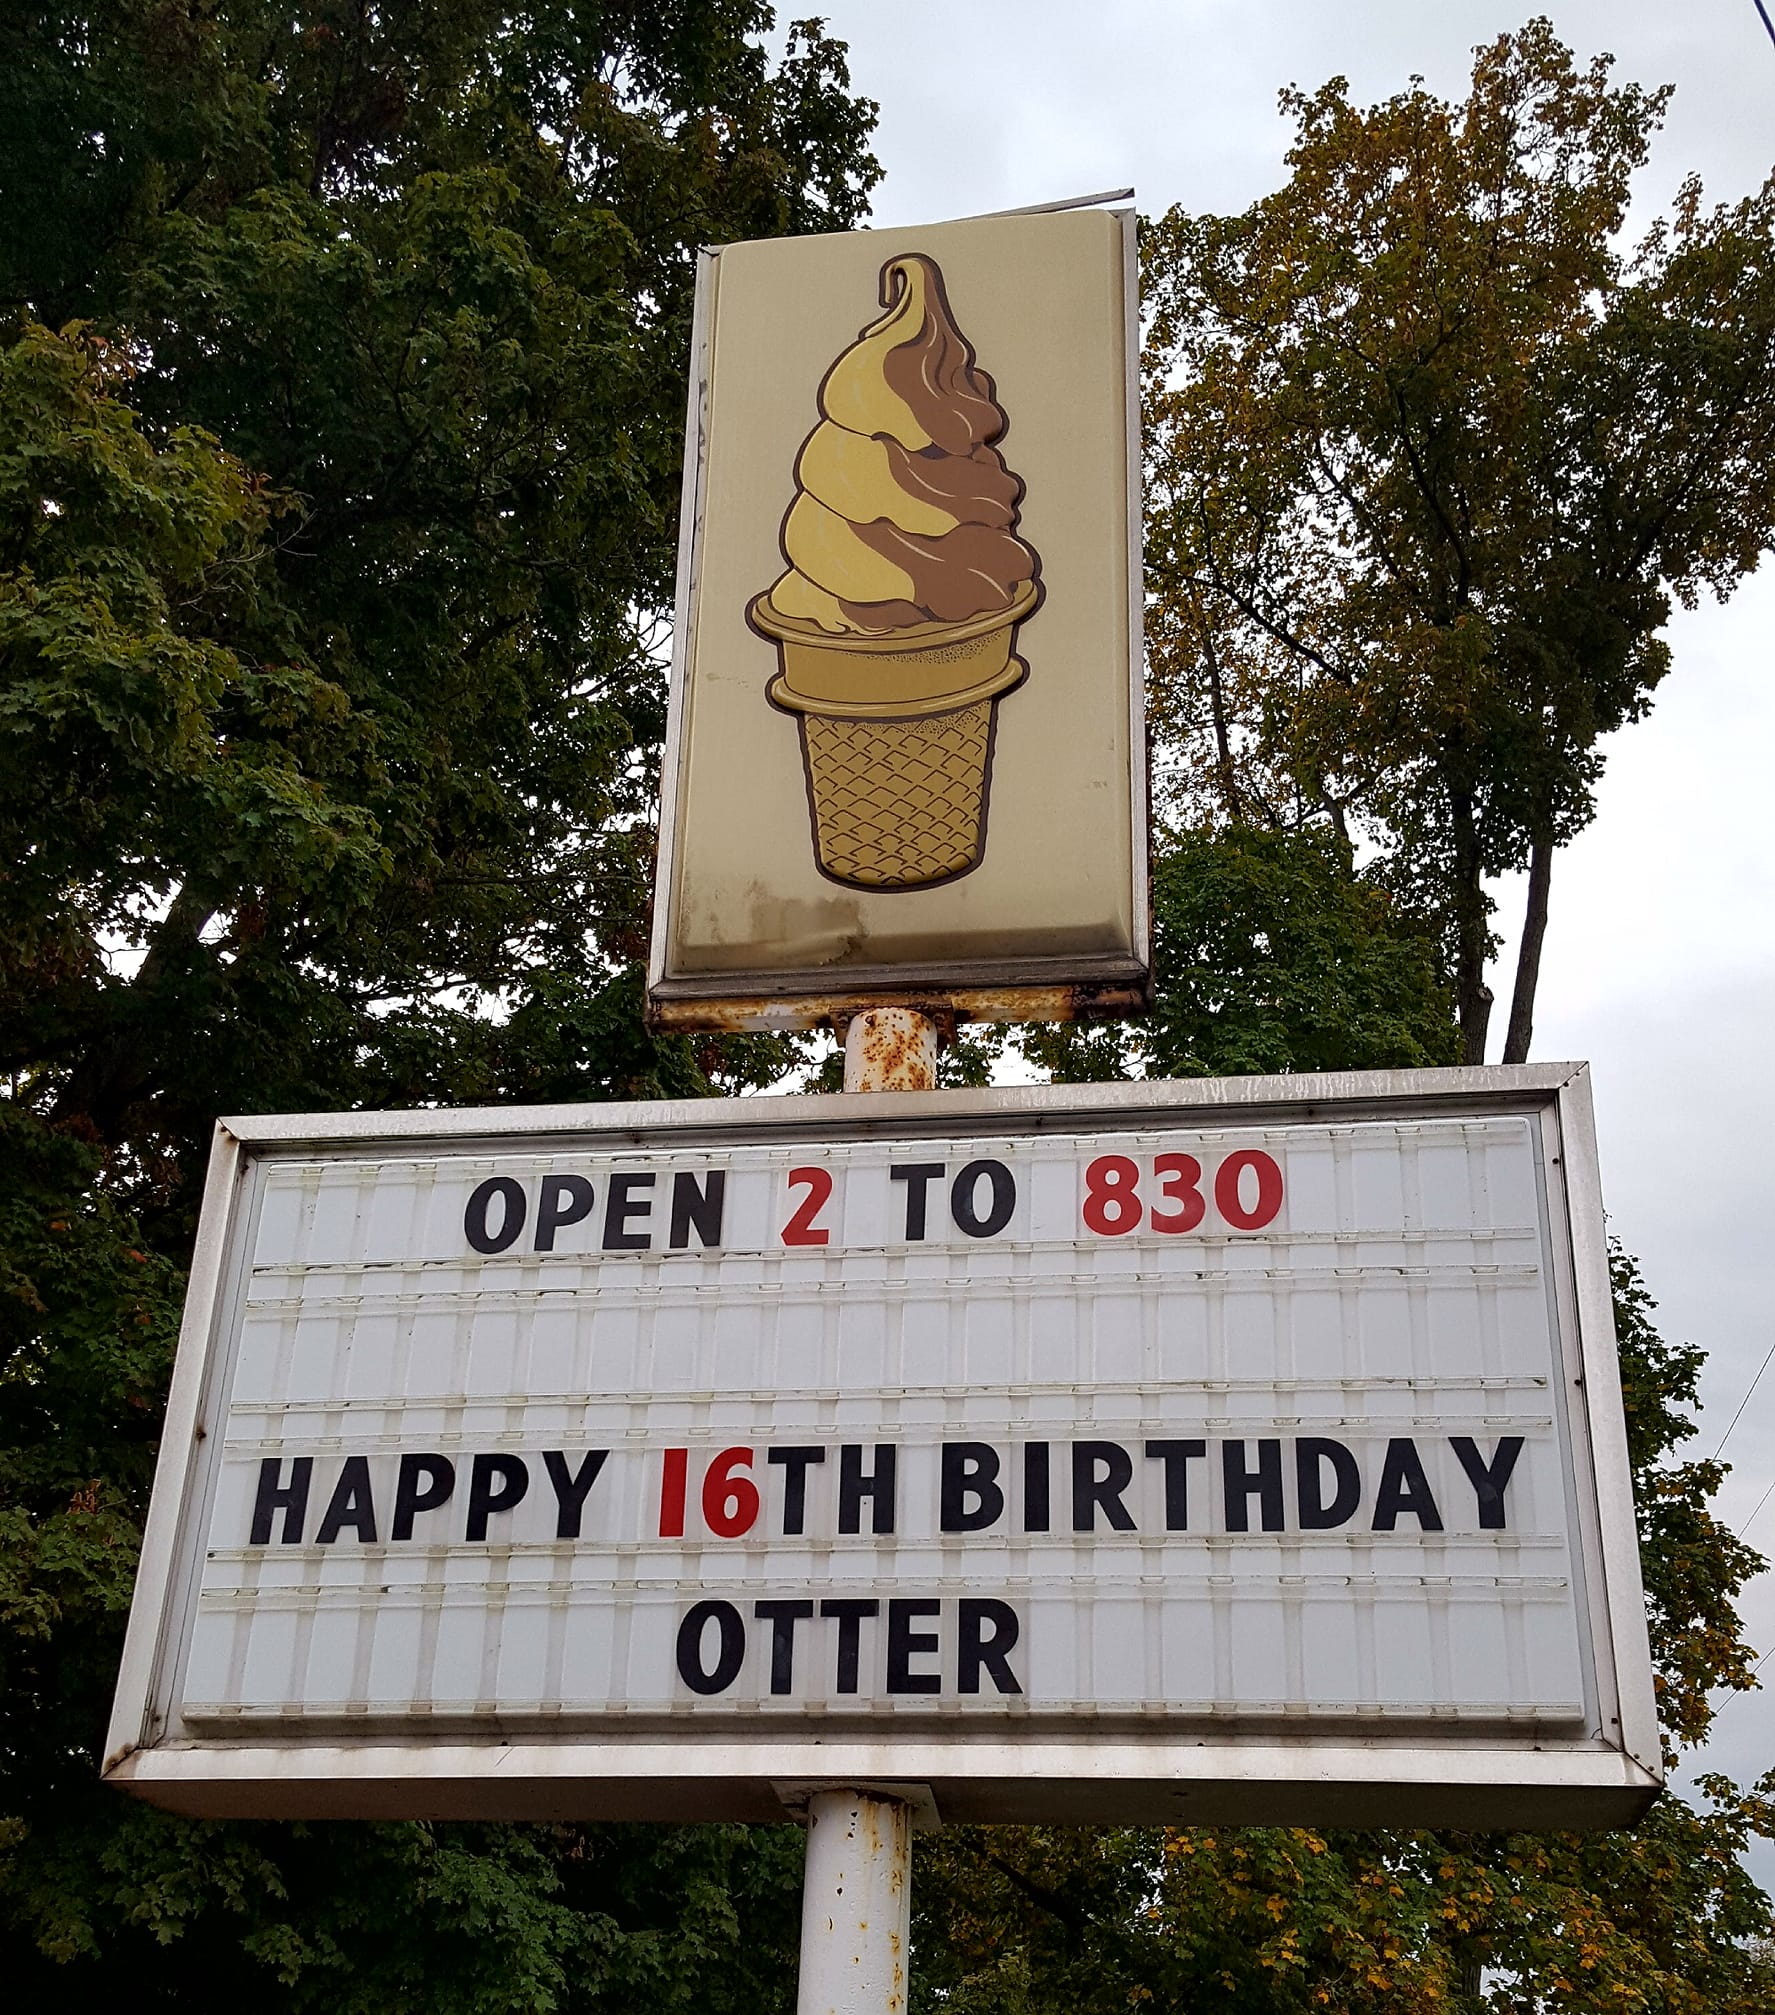 OPEN 2 TO 830
HAPPY 16TH BIRTHDAY
OTTER